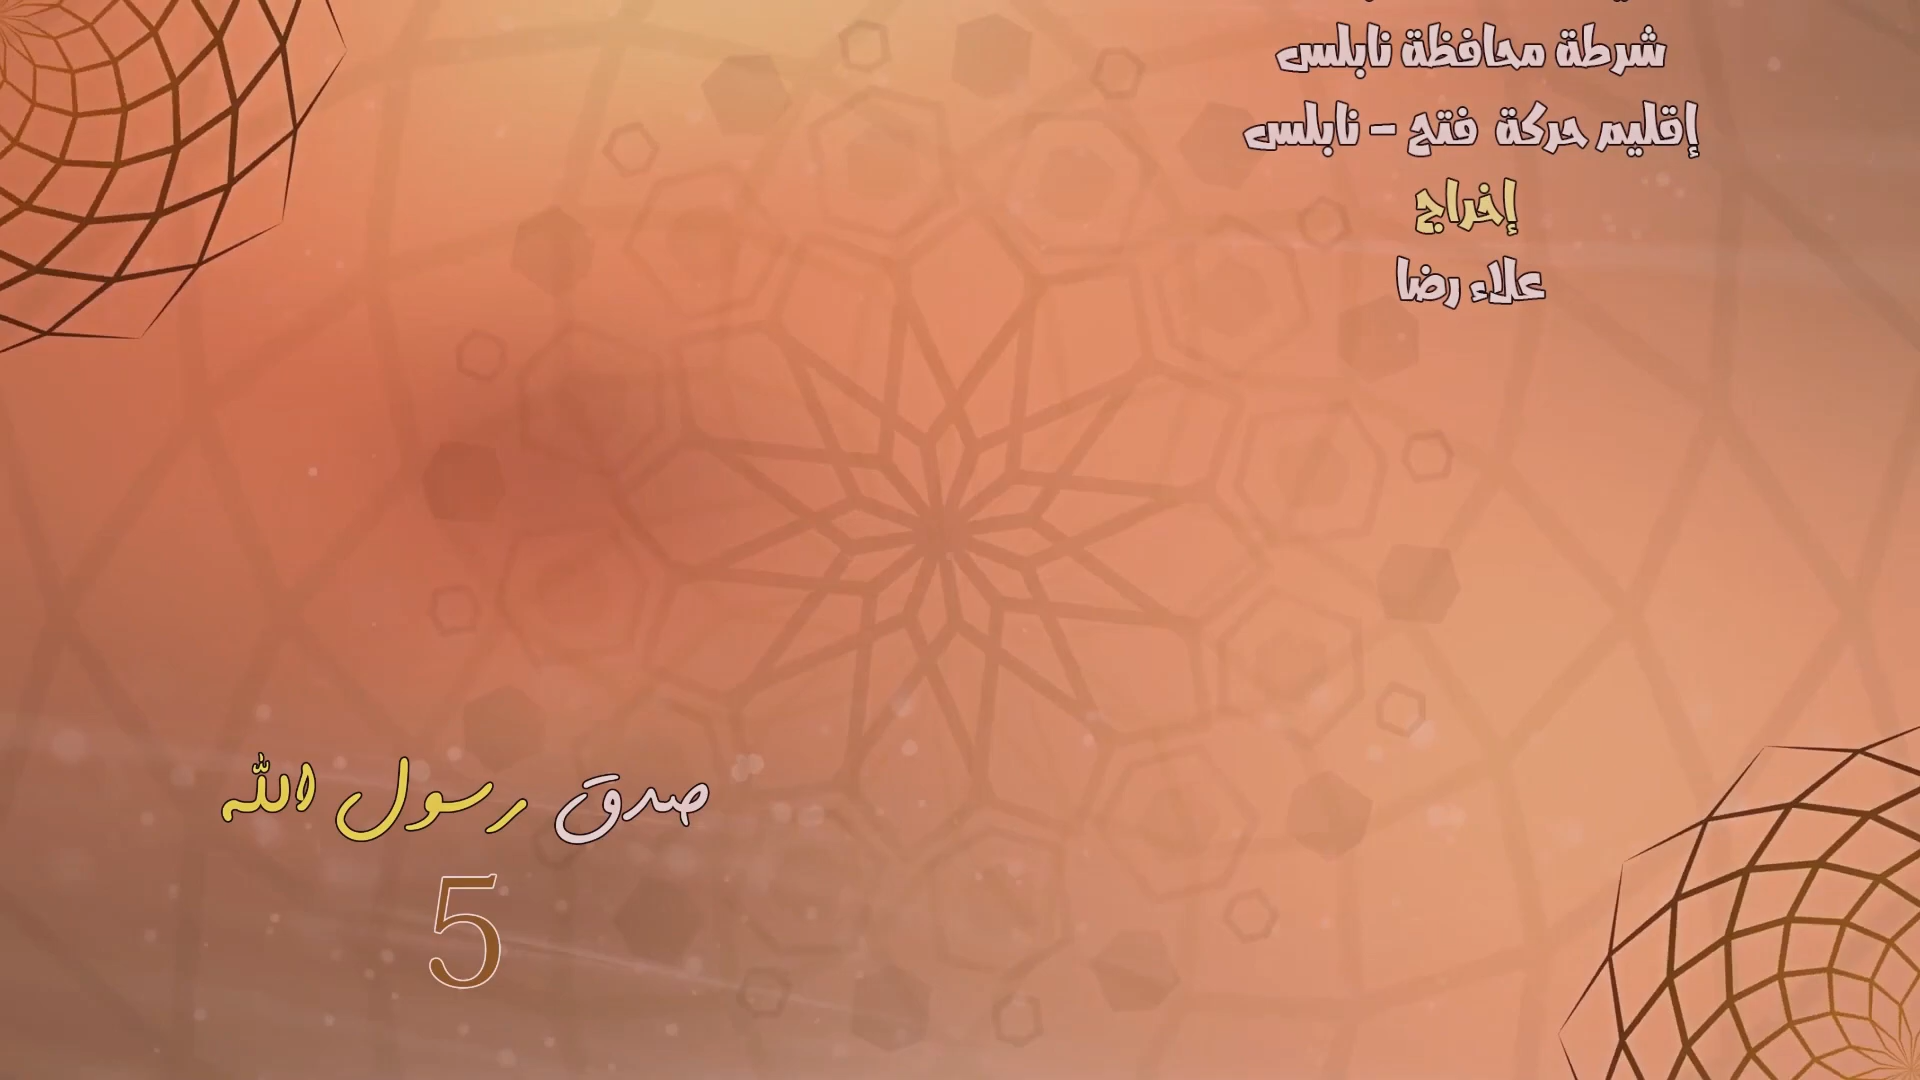 شرطة محافظة نابلس
إقليم حركة فتح - نابلس
إخراج
علاء رضا
صدق رسول الله
5